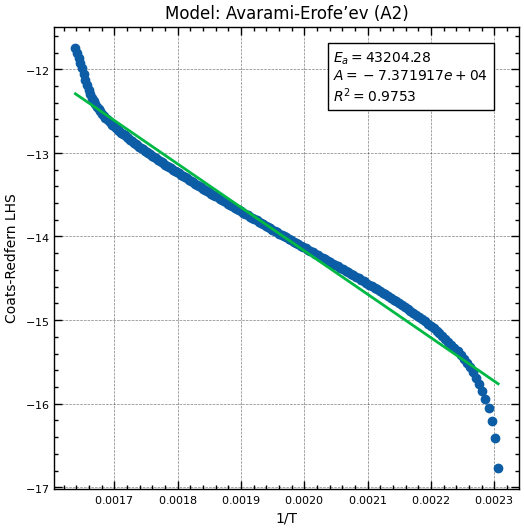 Model: Avarami-Erofe’ev (A2)
E_a = 43204.28
A = −7.371917e + 04
R² = 0.9753
−12
−13
−14
−15
−16
−17
Coats-Redfern LHS
0.0017 0.0018 0.0019 0.0020 0.0021 0.0022 0.0023
1/T